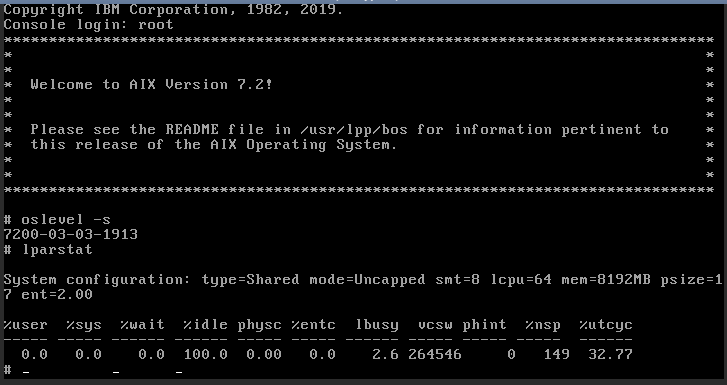 Copyright IBM Corporation, 1982, 2019.
Console login: root
*******************************************************************************
*                                                                             *
*                                                                             *
*  Welcome to AIX Version 7.2!                                                *
*                                                                             *
*                                                                             *
*  Please see the README file in /usr/lpp/bos for information pertinent to    *
*  this release of the AIX Operating System.                                  *
*                                                                             *
*                                                                             *
*******************************************************************************
# oslevel -s
7200-03-03-1913
# lparstat
System configuration: type=Shared mode=Uncapped smt=8 lcpu=64 mem=8192MB psize=1
7 ent=2.00
%user  %sys  %wait  %idle physc %entc  lbusy  vcsw phint  %nsp  %utcyc
----- ----- ------ ------ ----- ----- ------ ----- ----- ----- ------
  0.0   0.0    0.0  100.0  0.00   0.0    2.6 264546     0   149  32.77
# _         _      _